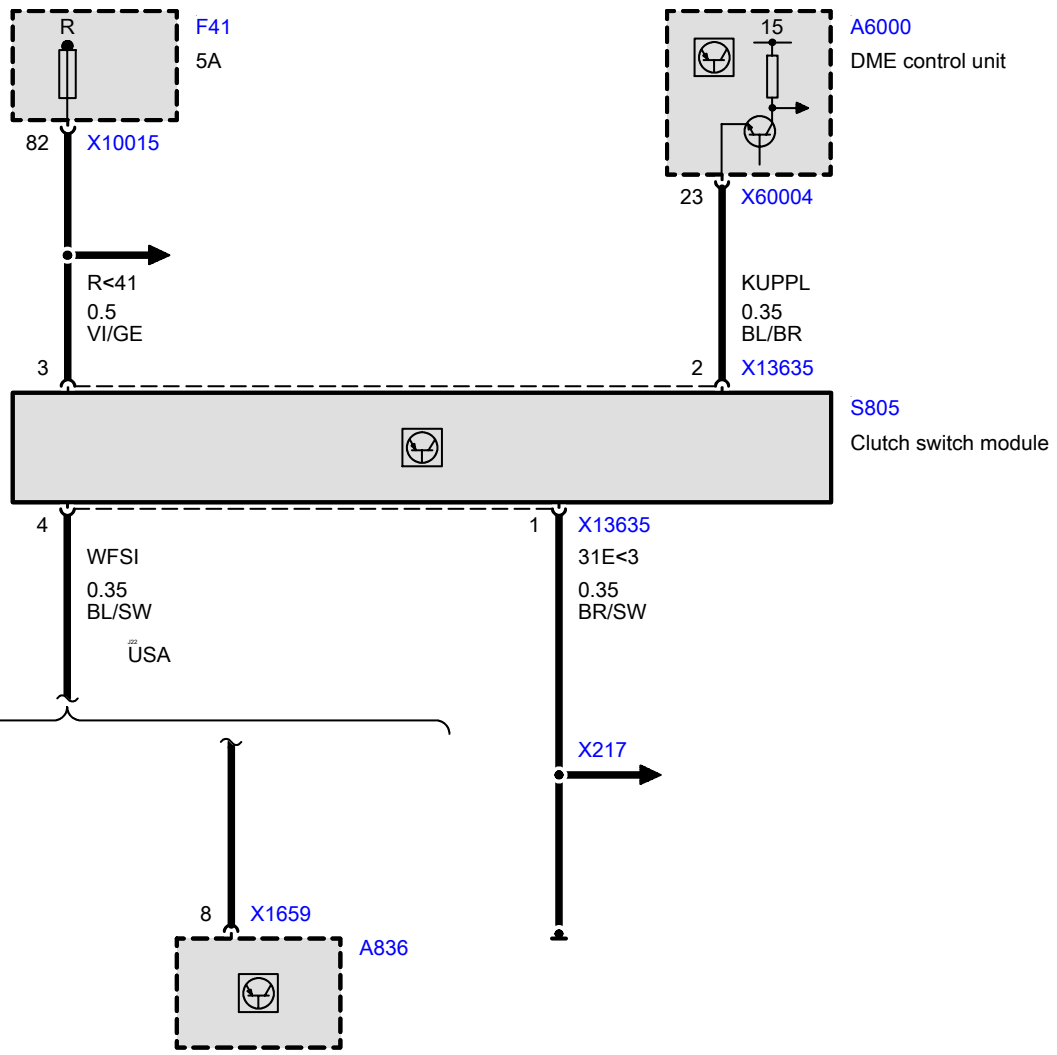 R
F41
5A
82
X10015
15
A6000
DME control unit
23
X60004
R<41
0.5
VI/GE
KUPPL
0.35
BL/BR
3
2
X13635
S805
Clutch switch module
4
1
X13635
WFSI
0.35
BL/SW
USA
31E<3
0.35
BR/SW
X217
8
X1659
A836